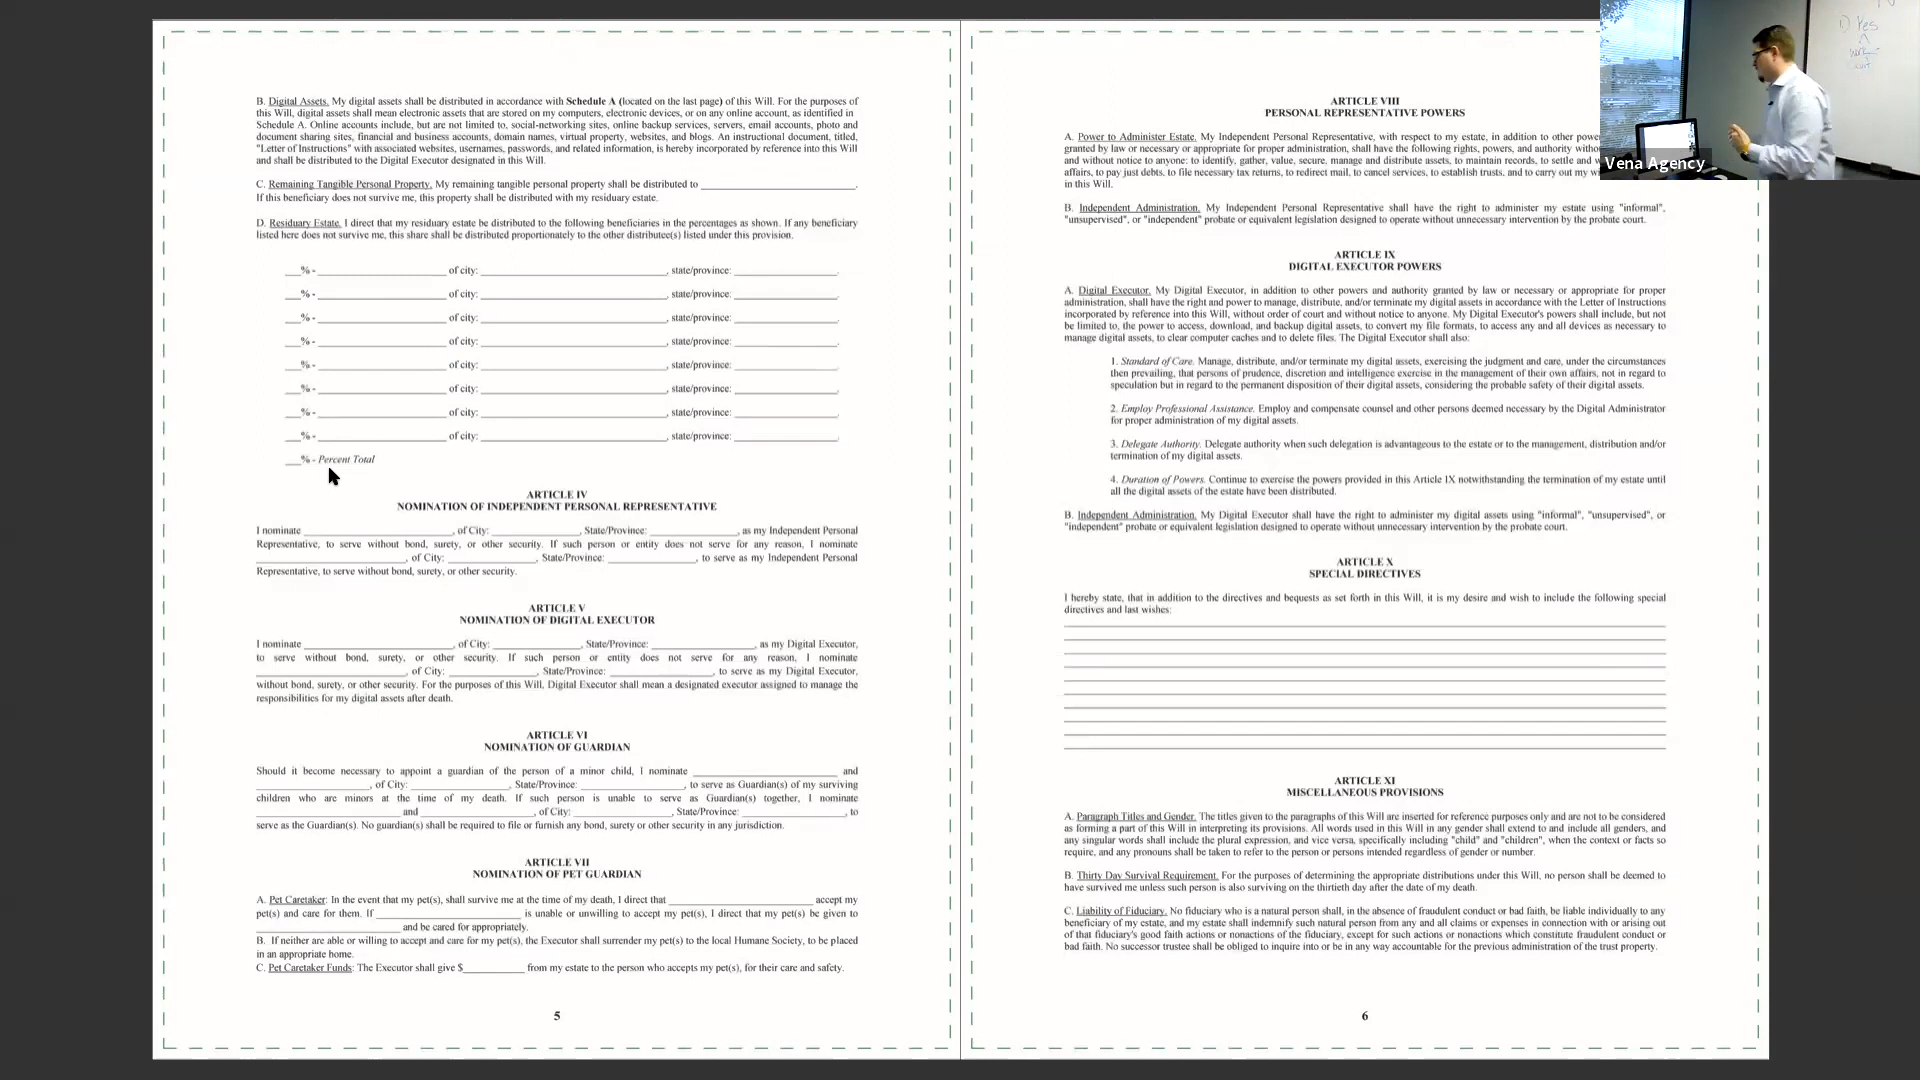 B. Digital Assets. My digital assets shall be distributed in accordance with Schedule A (located on the last page) of this Will. For the purposes of
this Will, digital assets shall mean electronic assets that are stored on my computers, electronic devices, or on any online account, as identified in
Schedule A. Online accounts include, but are not limited to, social-networking sites, online backup services, servers, email accounts, photo and
document sharing sites, financial and business accounts, domain names, virtual property, websites, and blogs. An instructional document, titled,
"Letter of Instructions" with associated websites, usernames, passwords, and related information, is hereby incorporated by reference into this Will
and shall be distributed to the Digital Executor designated in this Will.
C. Remaining Tangible Personal Property. My remaining tangible personal property shall be distributed to ____________________.
If this beneficiary does not survive me, this property shall be distributed with my residuary estate.
D. Residuary Estate. I direct that my residuary estate be distributed to the following beneficiaries in the percentages as shown. If any beneficiary
listed here does not survive me, this share shall be distributed proportionately to the other distributee(s) listed under this provision.
___% - ____________________ of city: ____________________, state/province: ____________________.
___% - ____________________ of city: ____________________, state/province: ____________________.
___% - ____________________ of city: ____________________, state/province: ____________________.
___% - ____________________ of city: ____________________, state/province: ____________________.
___% - ____________________ of city: ____________________, state/province: ____________________.
___% - ____________________ of city: ____________________, state/province: ____________________.
___% - ____________________ of city: ____________________, state/province: ____________________.
___% - ____________________ of city: ____________________, state/province: ____________________.
___% - Percent Total
ARTICLE IV
NOMINATION OF INDEPENDENT PERSONAL REPRESENTATIVE
I nominate ____________________, of City: ____________________, State/Province: ____________________, as my Independent Personal
Representative, to serve without bond, surety, or other security. If such person or entity does not serve for any reason, I nominate
____________________, of City: ____________________, State/Province: ____________________, to serve as my Independent Personal
Representative, to serve without bond, surety, or other security.
ARTICLE V
NOMINATION OF DIGITAL EXECUTOR
I nominate ____________________, of City: ____________________, State/Province: ____________________, as my Digital Executor,
to serve without bond, surety, or other security. If such person or entity does not serve for any reason, I nominate
____________________, of City: ____________________, State/Province: ____________________, to serve as my Digital Executor,
without bond, surety, or other security. For the purposes of this Will, Digital Executor shall mean a designated executor assigned to manage the
responsibilities for my digital assets after death.
ARTICLE VI
NOMINATION OF GUARDIAN
Should it become necessary to appoint a guardian of the person of a minor child, I nominate ____________________ and
____________________, of City: ____________________, State/Province: ____________________, to serve as Guardian(s) of my surviving
children who are minors at the time of my death. If such person is unable to serve as Guardian(s) together, I nominate
____________________ and ____________________, of City: ____________________, State/Province: ____________________, to
serve as the Guardian(s). No guardian(s) shall be required to file or furnish any bond, surety or other security in any jurisdiction.
ARTICLE VII
NOMINATION OF PET GUARDIAN
A. Pet Caretaker: In the event that my pet(s), shall survive me at the time of my death, I direct that ____________________ accept my
pet(s) and care for them. If ____________________ is unable or unwilling to accept my pet(s), I direct that my pet(s) be given to
____________________ and be cared for appropriately.
B. If neither are able or willing to accept and care for my pet(s), the Executor shall surrender my pet(s) to the local Humane Society, to be placed
in an appropriate home.
C. Pet Caretaker Funds: The Executor shall give $____________ from my estate to the person who accepts my pet(s), for their care and safety.
5
ARTICLE VIII
PERSONAL REPRESENTATIVE POWERS
A. Power to Administer Estate. My Independent Personal Representative, with respect to my estate, in addition to other
granted by law or necessary or appropriate for proper administration, shall have the following rights, powers, and authority
and without notice to anyone: to identify, gather, value, secure, manage and distribute assets, to maintain records, to settle and
affairs, to pay just debts, to file necessary tax returns, to redirect mail, to cancel services, to establish trusts, and to carry out my
in this Will.
B. Independent Administration. My Independent Personal Representative shall have the right to administer my estate using "informal",
"unsupervised", or "independent" probate or equivalent legislation designed to operate without unnecessary intervention by the probate court.
ARTICLE IX
DIGITAL EXECUTOR POWERS
A. Digital Executor. My Digital Executor, in addition to other powers and authority granted by law or necessary or appropriate for proper
administration, shall have the right and power to manage, distribute, and/or terminate my digital assets in accordance with the Letter of Instructions
incorporated by reference into this Will, without order of court and without notice to anyone. My Digital Executor's powers shall include, but not
be limited to, the power to access, download, and backup digital assets, to convert my file formats, to access any and all devices as necessary to
manage digital assets, to clear computer caches and to delete files. The Digital Executor shall also:
1. Standard of Care. Manage, distribute, and/or terminate my digital assets, exercising the judgment and care, under the circumstances
then prevailing, that persons of prudence, discretion and intelligence exercise in the management of their own affairs, not in regard to
speculation but in regard to the permanent disposition of their digital assets, considering the probable safety of their digital assets.
2. Employ Professional Assistance. Employ and compensate counsel and other persons deemed necessary by the Digital Administrator
for proper administration of my digital assets.
3. Delegate Authority. Delegate authority when such delegation is advantageous to the estate or to the management, distribution and/or
termination of my digital assets.
4. Duration of Powers. Continue to exercise the powers provided in this Article IX notwithstanding the termination of my estate until
all the digital assets of the estate have been distributed.
B. Independent Administration. My Digital Executor shall have the right to administer my digital assets using "informal", "unsupervised", or
"independent" probate or equivalent legislation designed to operate without unnecessary intervention by the probate court.
ARTICLE X
SPECIAL DIRECTIVES
I hereby state, that in addition to the directives and bequests as set forth in this Will, it is my desire and wish to include the following special
directives and last wishes:
ARTICLE XI
MISCELLANEOUS PROVISIONS
A. Paragraph Titles and Gender. The titles given to the paragraphs of this Will are inserted for reference purposes only and are not to be considered
as forming a part of this Will in interpreting its provisions. All words used in this Will in any gender shall extend to and include all genders, and
any singular words shall include the plural expression, and vice versa, specifically including "child" and "children", when the context or facts so
require, and any pronouns shall be taken to refer to the person or persons intended regardless of gender or number.
B. Thirty Day Survival Requirement. For the purposes of determining the appropriate distributions under this Will, no person shall be deemed to
have survived me unless such person is also surviving on the thirtieth day after the date of my death.
C. Liability of Fiduciary. No fiduciary who is a natural person shall, in the absence of fraudulent conduct or bad faith, be liable individually to any
beneficiary of my estate, and my estate shall indemnify such natural person from any and all claims or expenses in connection with or arising out
of that fiduciary's good faith actions or nonactions of the fiduciary, except for such actions or nonactions which constitute fraudulent conduct or
bad faith. No successor trustee shall be obliged to inquire into or be in any way accountable for the previous administration of the trust property.
6
Yes
Vena Agency